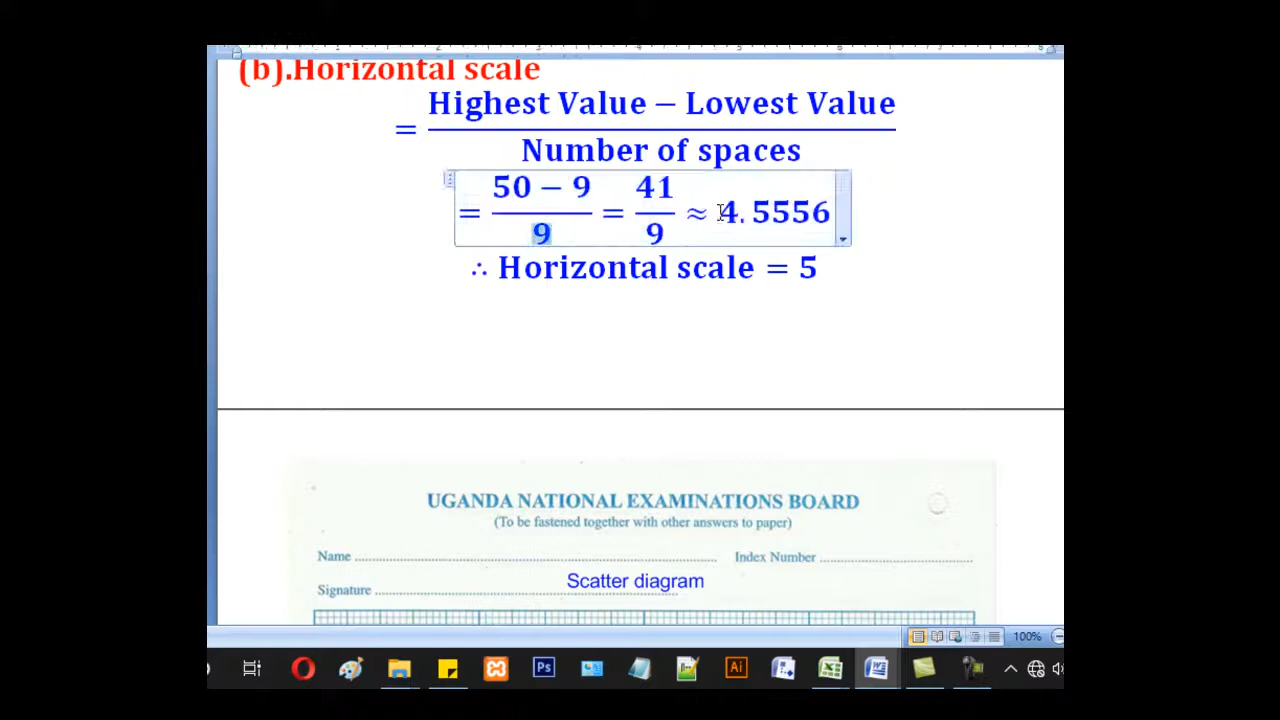 (b).Horizontal scale
= Highest Value − Lowest Value
Number of spaces
= 50 − 9 / 9 = 41 / 9 ≈ 4.5556
∴ Horizontal scale = 5
UGANDA NATIONAL EXAMINATIONS BOARD
(To be fastened together with other answers to paper)
Name ........ Index Number ........
Scatter diagram
Signature ........
100%
Ps
Ai